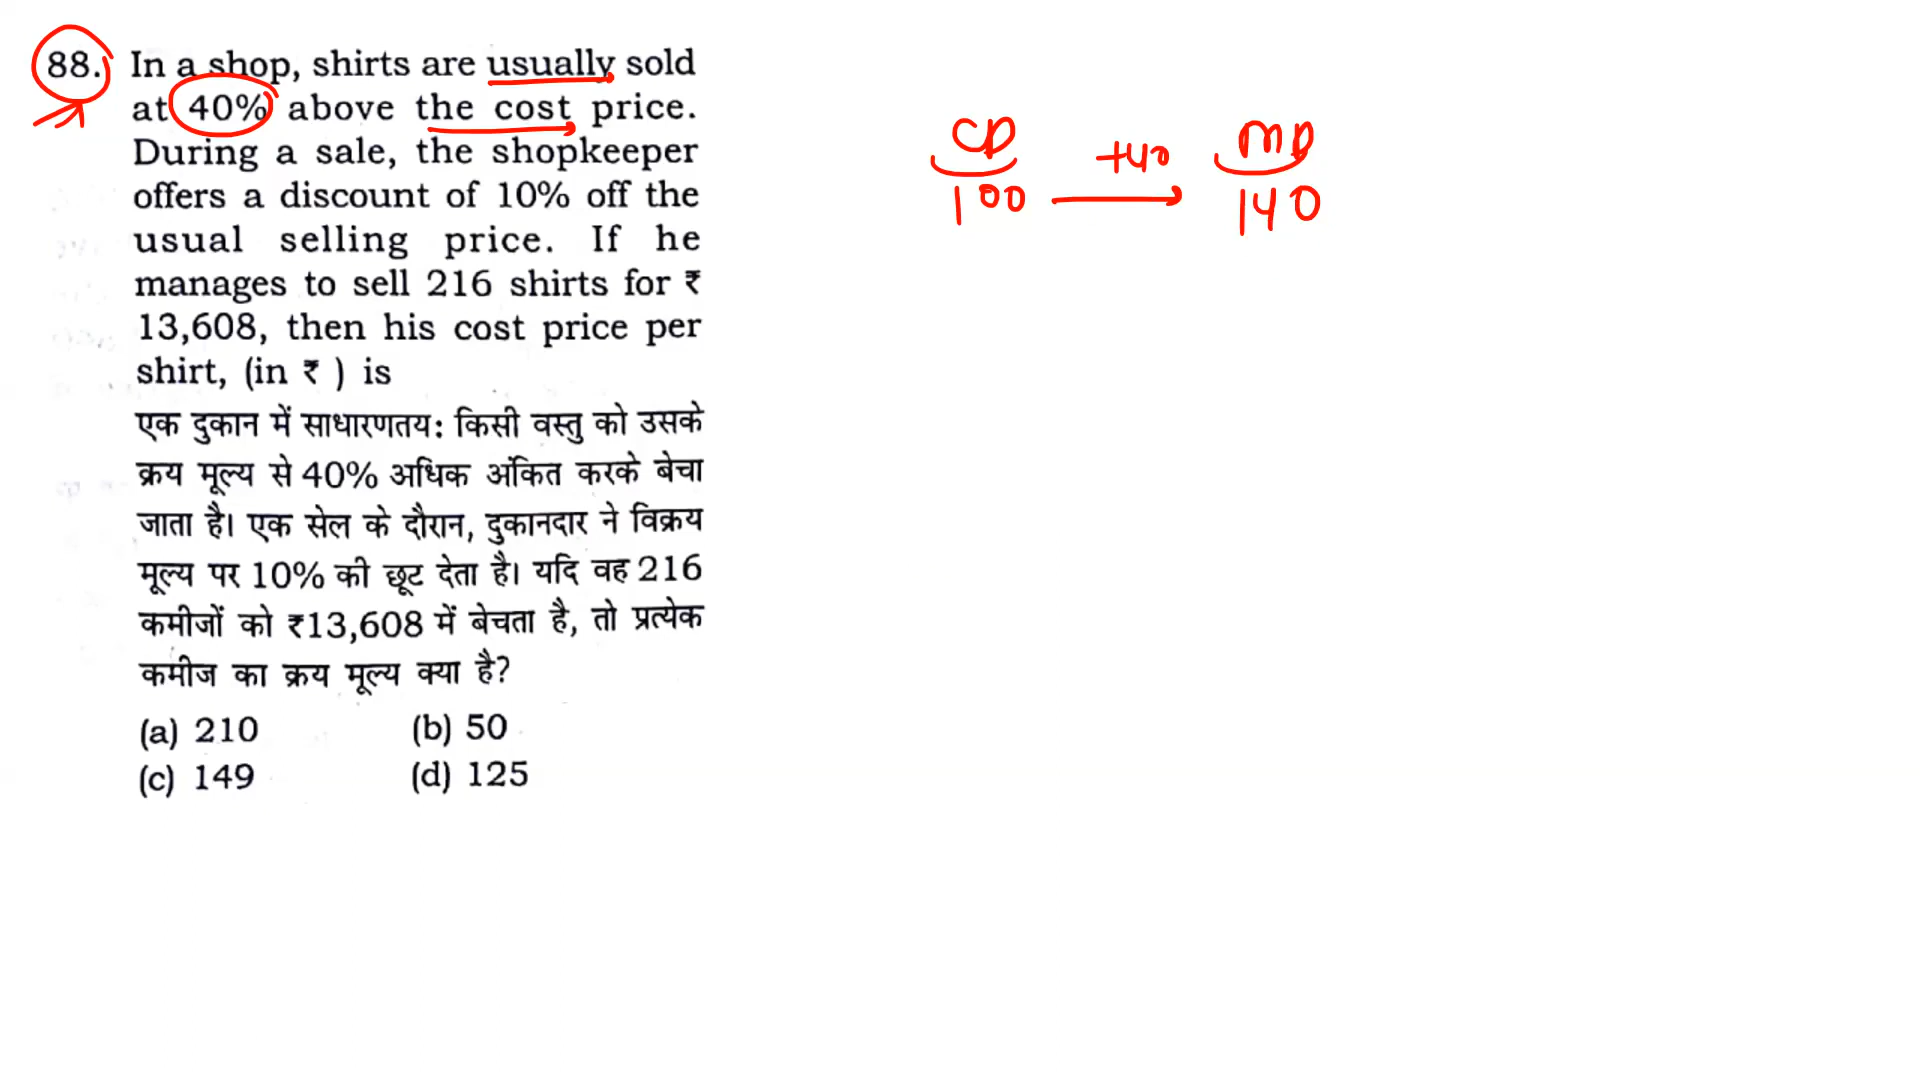 88. In a shop, shirts are usually sold
at 40% above the cost price.
During a sale, the shopkeeper
offers a discount of 10% off the
usual selling price. If he
manages to sell 216 shirts for ₹
13,608, then his cost price per
shirt, (in ₹ ) is
एक दुकान में साधारणतय: किसी वस्तु को उसके
क्रय मूल्य से 40% अधिक अंकित करके बेचा
जाता है। एक सेल के दौरान, दुकानदार ने विक्रय
मूल्य पर 10% की छूट देता है। यदि वह 216
कमीजों को ₹13,608 में बेचता है, तो प्रत्येक
कमीज का क्रय मूल्य क्या है?
(a) 210 (b) 50
(c) 149 (d) 125
CP +40 MP
100 140